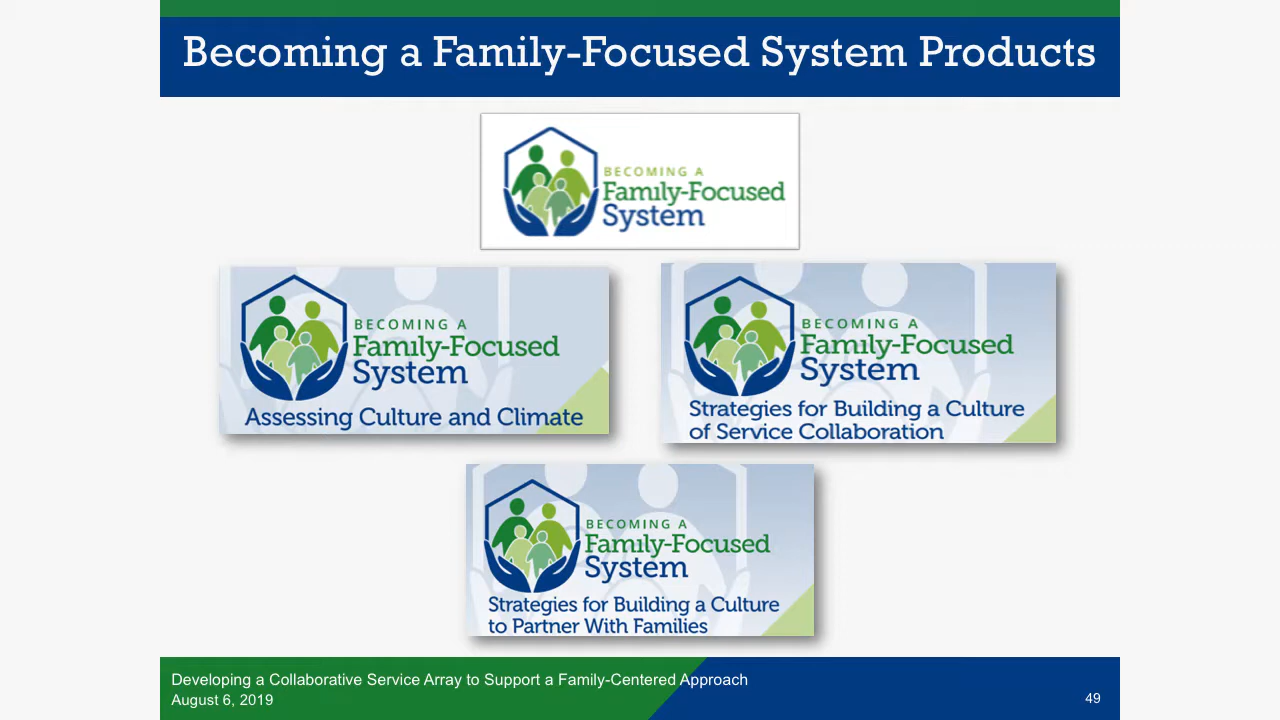 Becoming a Family-Focused System Products
BECOMING A
Family-Focused
System
BECOMING A
Family-Focused
System
Assessing Culture and Climate
BECOMING A
Family-Focused
System
Strategies for Building a Culture
of Service Collaboration
BECOMING A
Family-Focused
System
Strategies for Building a Culture
to Partner With Families
Developing a Collaborative Service Array to Support a Family-Centered Approach
August 6, 2019
49